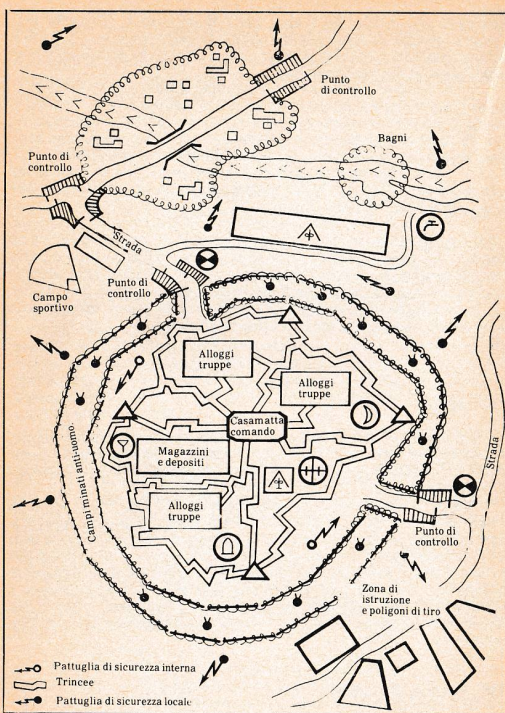 Punto
di controllo
Bagni
Punto di
controllo
Strada
Punto di
controllo
Campo
sportivo
Alloggi
truppe
Alloggi
truppe
Casamatta
comando
Magazzini
e depositi
Campi minati anti-uomo.
Alloggi
truppe
Strada
Punto di
controllo
Zona di
istruzione
e poligoni di tiro
Pattuglia di sicurezza interna
Trincee
Pattuglia di sicurezza locale